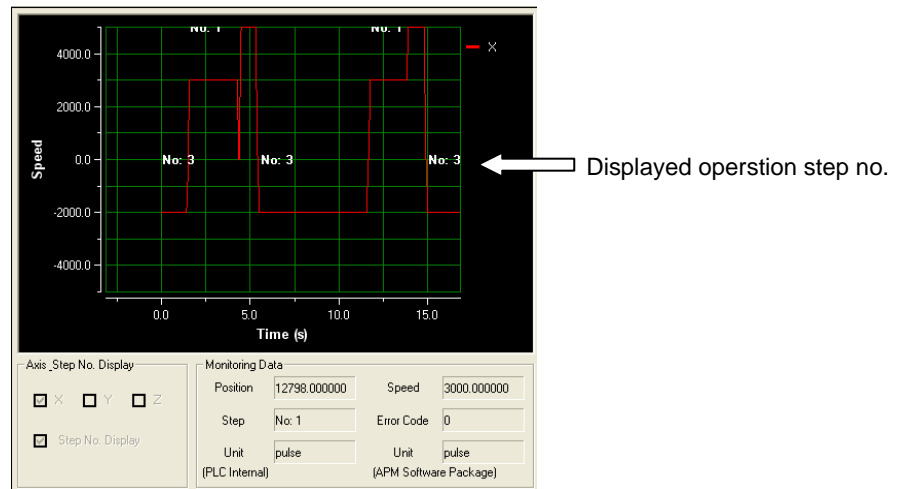 No: 1 No: 1
X
4000.0
2000.0
0.0
-2000.0
-4000.0
Speed
No: 3 No: 3 No: 3
Displayed operstion step no.
0.0 5.0 10.0 15.0
Time (s)
Axis_Step No. Display
X Y Z
Step No. Display
Monitoring Data
Position 12798.000000 Speed 3000.000000
Step No: 1 Error Code 0
Unit pulse Unit pulse
(PLC Internal) (APM Software Package)